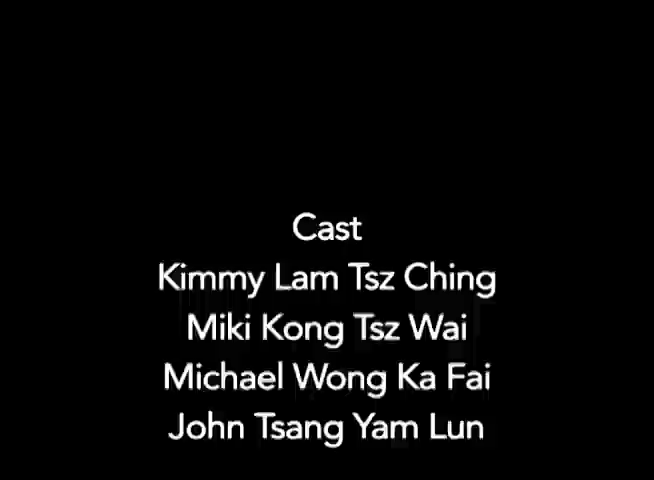 Cast
Kimmy Lam Tsz Ching
Miki Kong Tsz Wai
Michael Wong Ka Fai
John Tsang Yam Lun